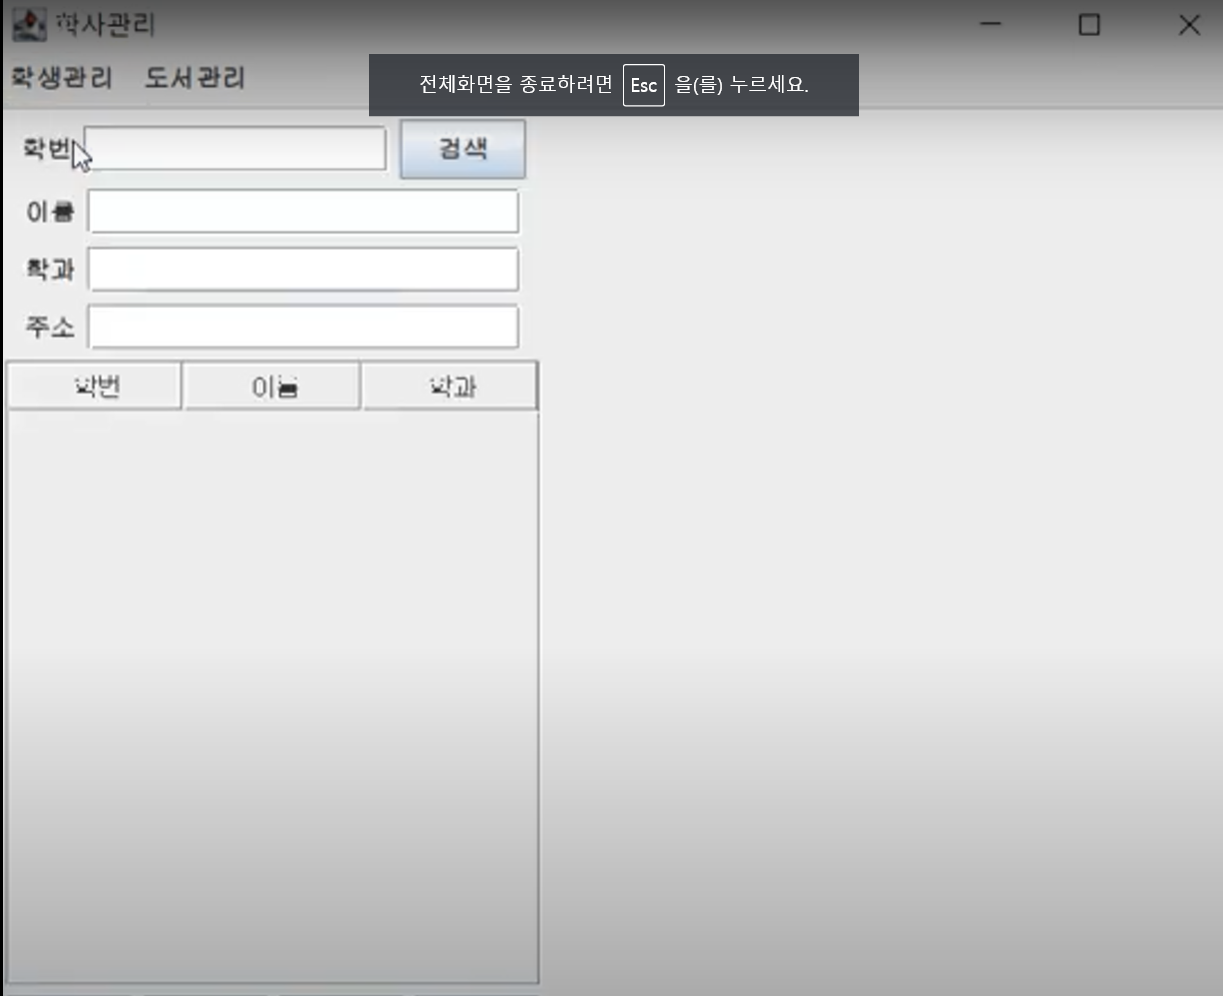 학사관리
학생관리 도서관리
전체화면을 종료하려면 Esc 을(를) 누르세요.
학번 검색
이름
학과
주소
학번 이름 학과